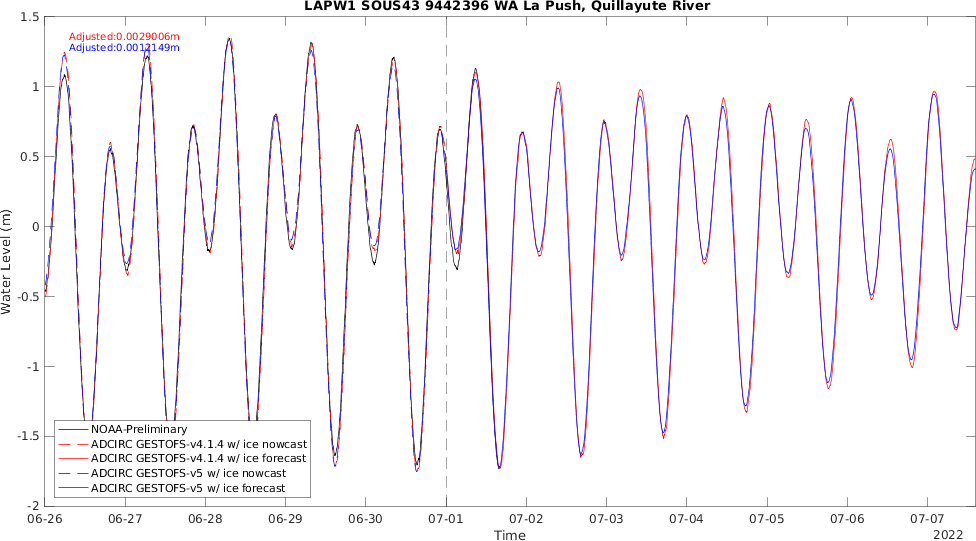 LAPW1 SOUS43 9442396 WA La Push, Quillayute River
Adjusted:0.0029006m
Adjusted:0.0012149m
1.5
1
0.5
0
-0.5
-1
-1.5
-2
Water Level (m)
NOAA-Preliminary
ADCIRC GESTOFS-v4.1.4 w/ ice nowcast
ADCIRC GESTOFS-v4.1.4 w/ ice forecast
ADCIRC GESTOFS-v5 w/ ice nowcast
ADCIRC GESTOFS-v5 w/ ice forecast
06-26 06-27 06-28 06-29 06-30 07-01 07-02 07-03 07-04 07-05 07-06 07-07
Time
2022